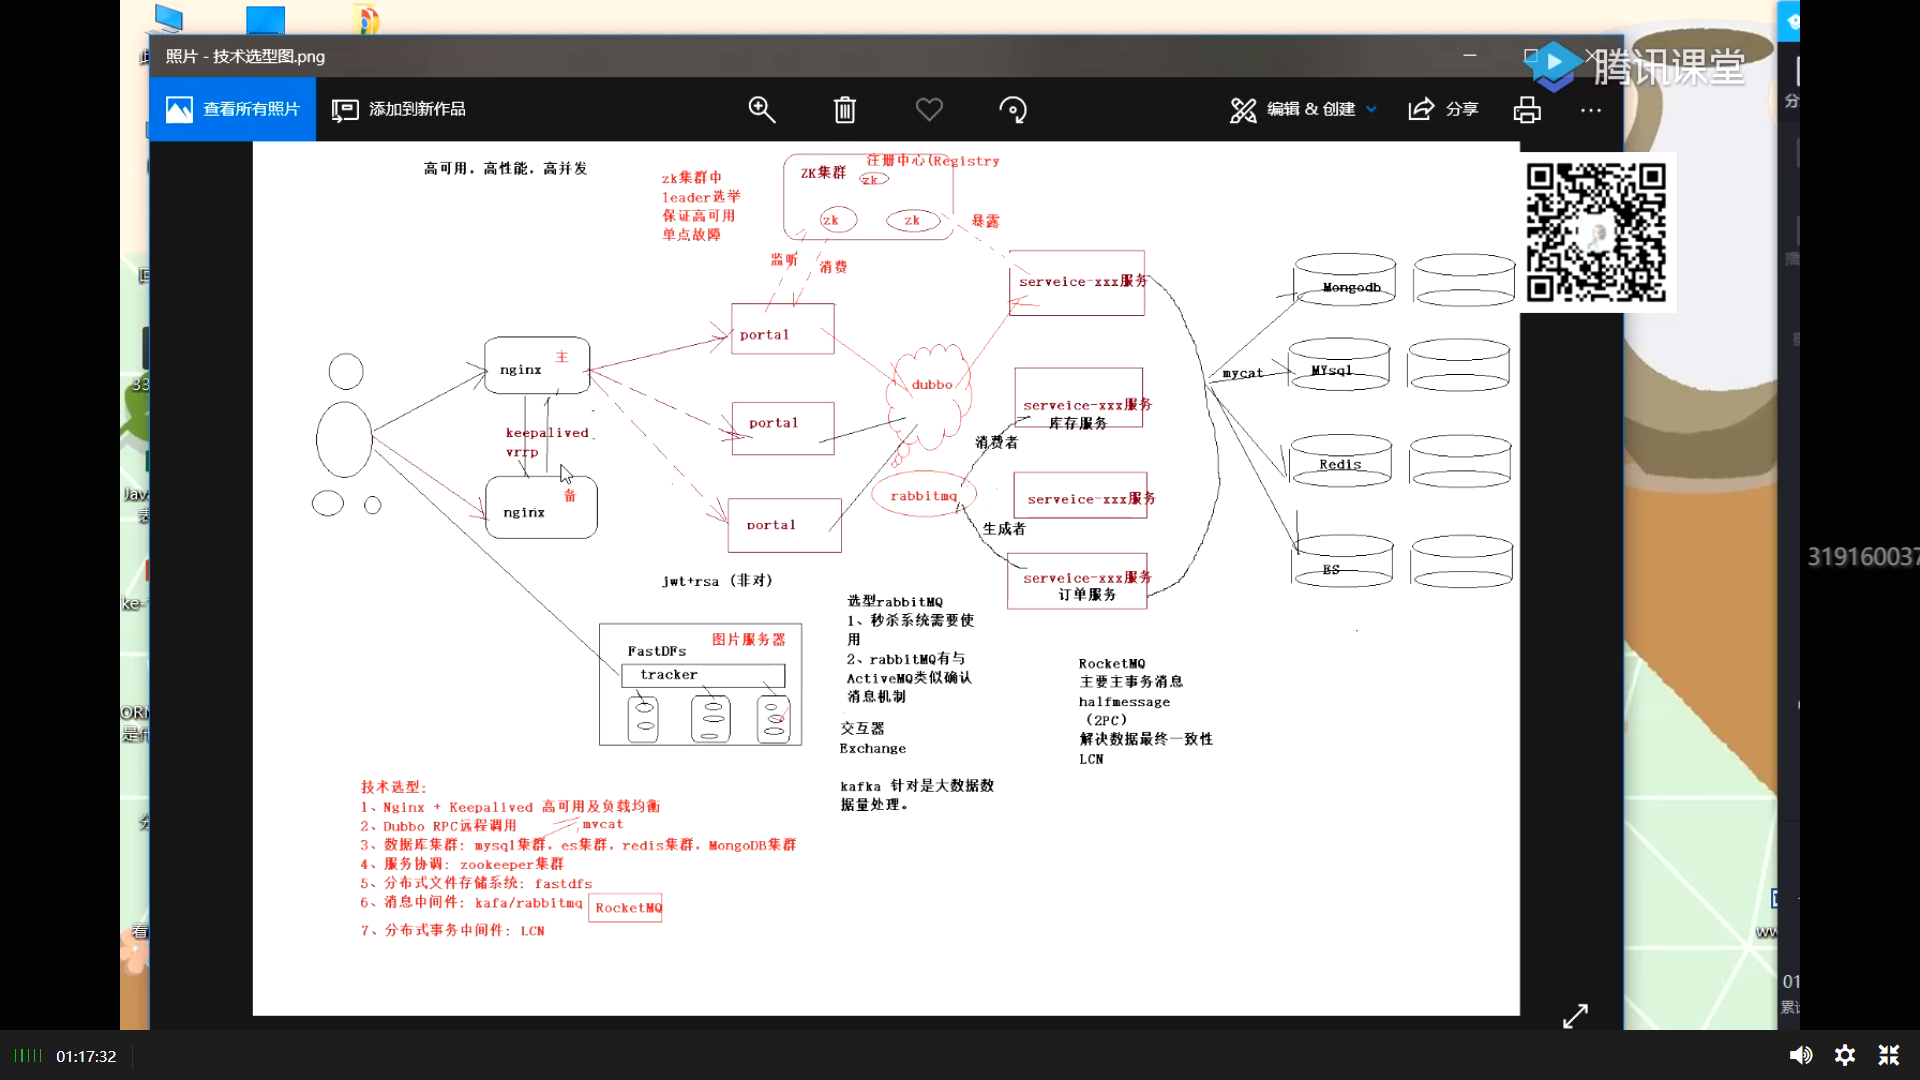 照片 - 技术选型图.png
腾讯课堂
查看所有照片
添加到新作品
编辑 & 创建
分享
高可用，高性能，高并发
zk集群中
leader选举
保证高可用
单点故障
注册中心(Registry
ZK集群
zk
zk
zk
暴露
监听
消费
serveice-xxx服务
Mongodb
portal
主
nginx
dubbo
mycat
MYsql
serveice-xxx服务
库存服务
portal
keepalived
vrrp
消费者
Redis
备
nginx
rabbitmq
serveice-xxx服务
portal
生成者
319160037
ES
serveice-xxx服务
订单服务
jwt+rsa (非对)
选型rabbitMQ
1、秒杀系统需要使
用
2、rabbitMQ有与
ActiveMQ类似确认
消息机制
图片服务器
FastDFs
tracker
RocketMQ
主要主事务消息
halfmessage
(2PC)
解决数据最终一致性
LCN
交互器
Exchange
kafka 针对是大数据数
据量处理。
技术选型:
1、Nginx + Keepalived 高可用及负载均衡
2、Dubbo RPC远程调用
mycat
3、数据库集群: mysql集群，es集群，redis集群，MongoDB集群
4、服务协调: zookeeper集群
5、分布式文件存储系统: fastdfs
6、消息中间件: kafa/rabbitmq
RocketMQ
7、分布式事务中间件: LCN
01:17:32